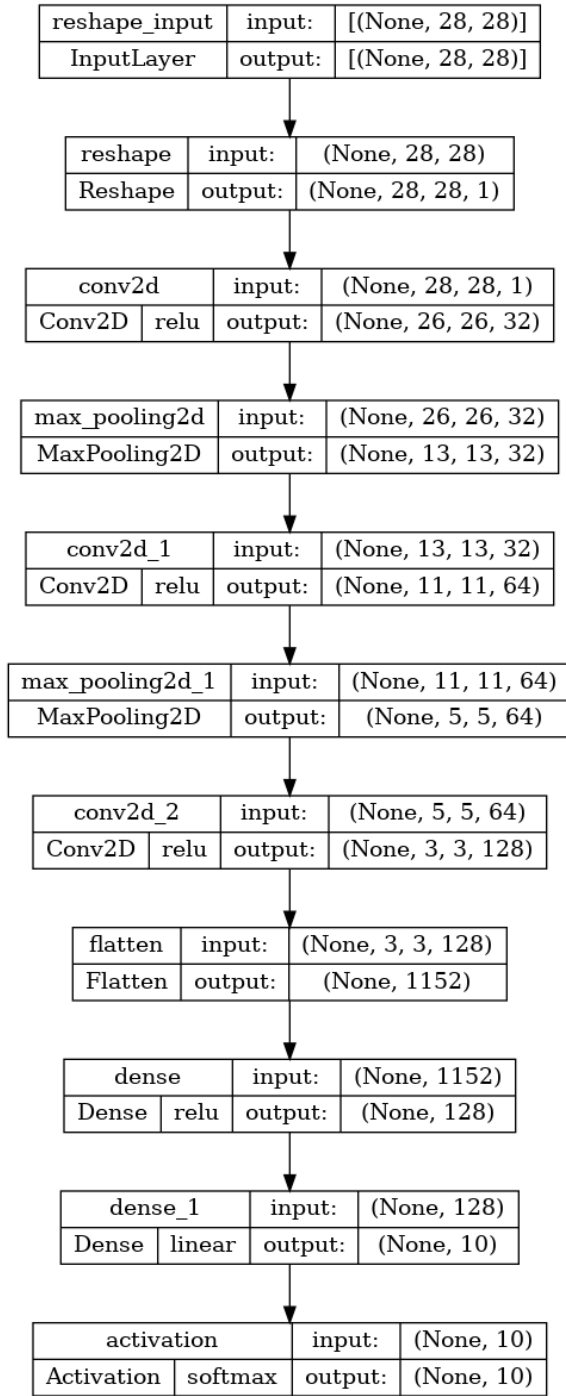 reshape_input input: [(None, 28, 28)]
InputLayer output: [(None, 28, 28)]
reshape input: (None, 28, 28)
Reshape output: (None, 28, 28, 1)
conv2d input: (None, 28, 28, 1)
Conv2D relu output: (None, 26, 26, 32)
max_pooling2d input: (None, 26, 26, 32)
MaxPooling2D output: (None, 13, 13, 32)
conv2d_1 input: (None, 13, 13, 32)
Conv2D relu output: (None, 11, 11, 64)
max_pooling2d_1 input: (None, 11, 11, 64)
MaxPooling2D output: (None, 5, 5, 64)
conv2d_2 input: (None, 5, 5, 64)
Conv2D relu output: (None, 3, 3, 128)
flatten input: (None, 3, 3, 128)
Flatten output: (None, 1152)
dense input: (None, 1152)
Dense relu output: (None, 128)
dense_1 input: (None, 128)
Dense linear output: (None, 10)
activation input: (None, 10)
Activation softmax output: (None, 10)